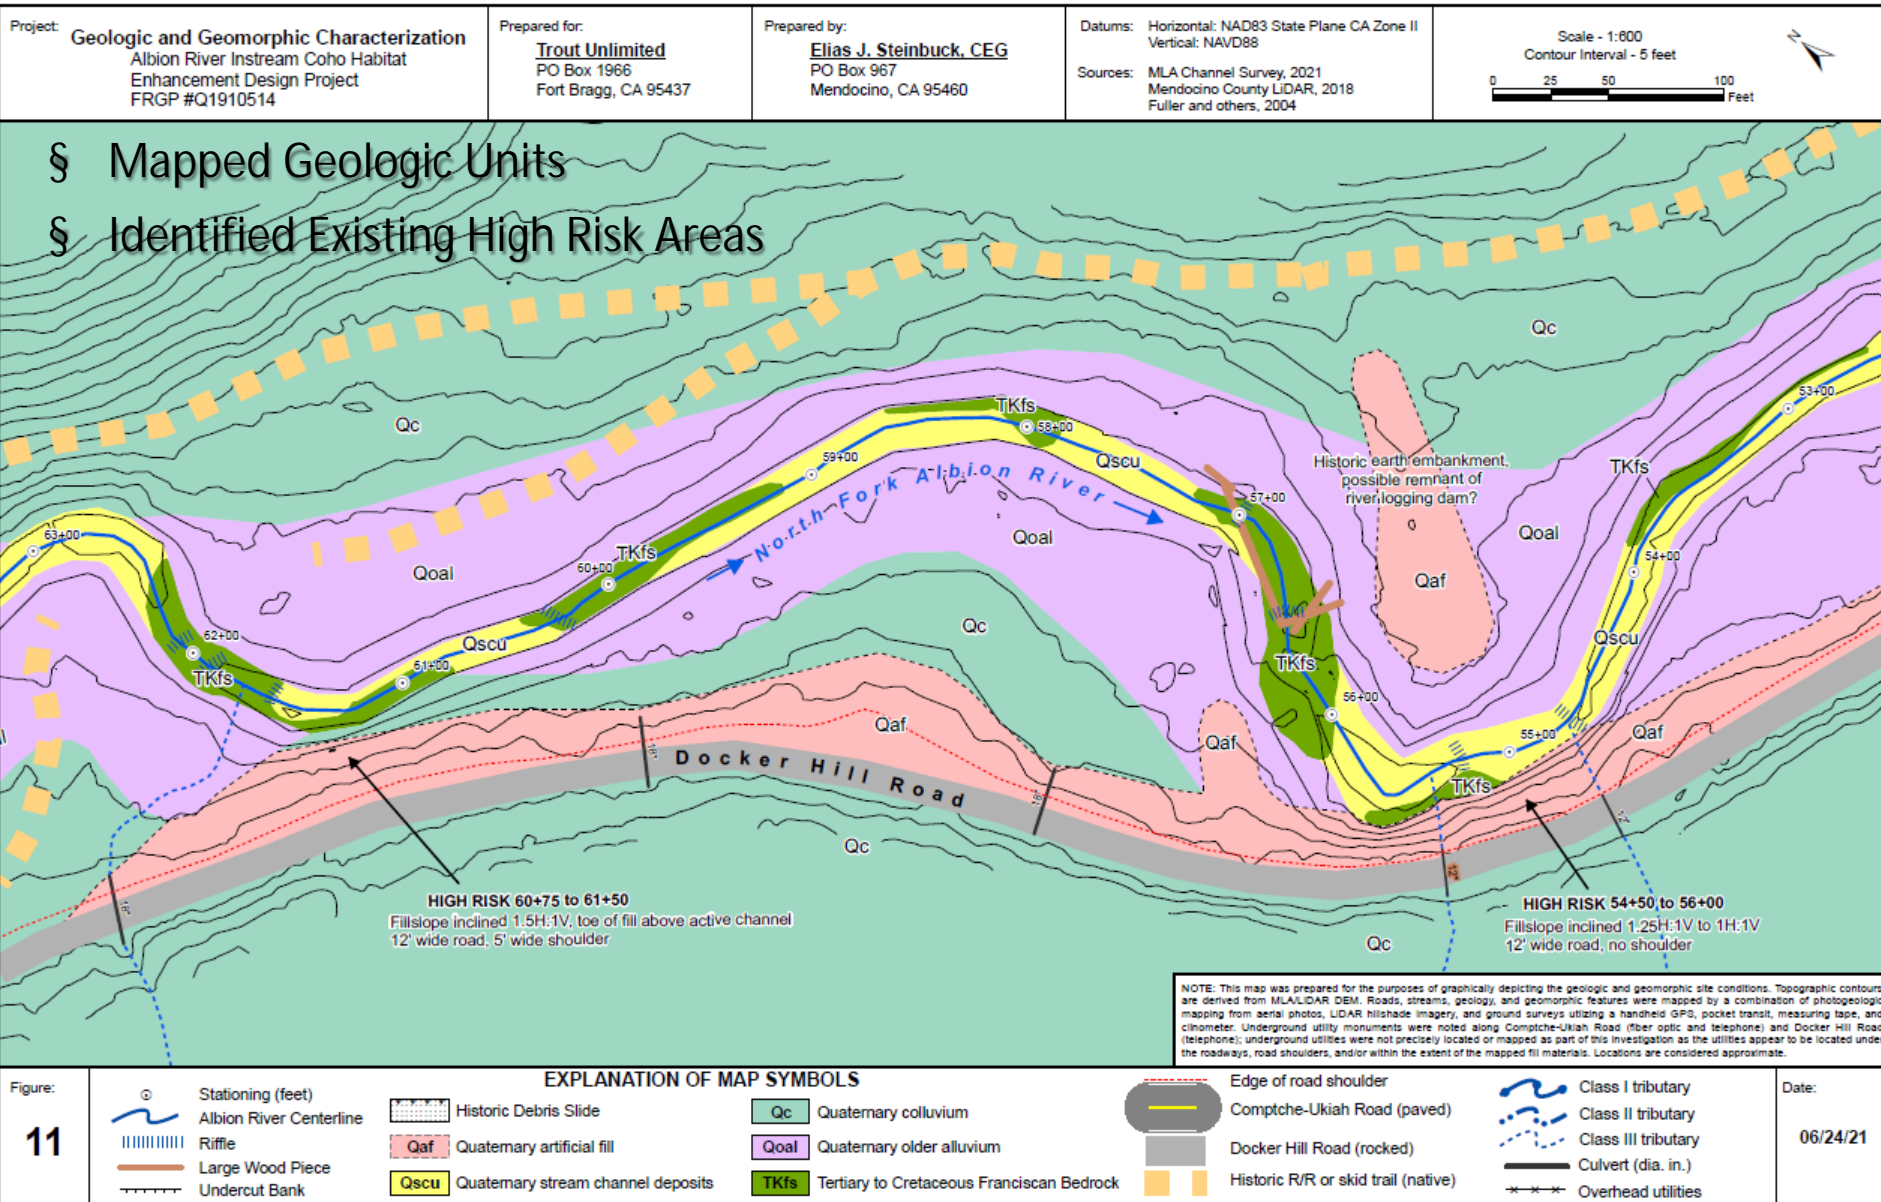 Project:
Geologic and Geomorphic Characterization
Albion River Instream Coho Habitat
Enhancement Design Project
FRGP #Q1910514
Prepared for:
Trout Unlimited
PO Box 1966
Fort Bragg, CA 95437
Prepared by:
Elias J. Steinbuck, CEG
PO Box 967
Mendocino, CA 95460
Datums: Horizontal: NAD83 State Plane CA Zone II
Vertical: NAVD88
Sources: MLA Channel Survey, 2021
Mendocino County LiDAR, 2018
Fuller and others, 2004
Scale - 1:600
Contour Interval - 5 feet
0 25 50 100
Feet
N
§ Mapped Geologic Units
§ Identified Existing High Risk Areas
Qc
Qc
53+00
TKfs
58+00
Qscu
59+00
Historic earth embankment,
possible remnant of
river logging dam?
TKfs
57+00
North Fork Albion River
Qoal
Qoal
63+00
TKfs
60+00
Qoal
54+00
Qaf
62+00
Qscu
Qc
Qscu
61+00
TKfs
TKfs
56+00
Qaf
Qaf
55+00
Qaf
18"
Docker Hill Road
TKfs
18"
12"
Qc
12"
18"
HIGH RISK 60+75 to 61+50
Fillslope inclined 1.5H:1V, toe of fill above active channel
12' wide road, 5' wide shoulder
HIGH RISK 54+50 to 56+00
Fillslope inclined 1.25H:1V to 1H:1V
12' wide road, no shoulder
Qc
NOTE: This map was prepared for the purposes of graphically depicting the geologic and geomorphic site conditions. Topographic contours
are derived from MLA/LiDAR DEM. Roads, streams, geology, and geomorphic features were mapped by a combination of photogeologic
mapping from aerial photos, LiDAR hillshade imagery, and ground surveys utilizing a handheld GPS, pocket transit, measuring tape, and
clinometer. Underground utility monuments were noted along Comptche-Ukiah Road (fiber optic and telephone) and Docker Hill Road
(telephone); underground utilities were not precisely located or mapped as part of this investigation as the utilities appear to be located under
the roadways, road shoulders, and/or within the extent of the mapped fill materials. Locations are considered approximate.
Figure:
11
EXPLANATION OF MAP SYMBOLS
Stationing (feet)
Albion River Centerline
Riffle
Large Wood Piece
Undercut Bank
Historic Debris Slide
Qaf Quaternary artificial fill
Qscu Quaternary stream channel deposits
Qc Quaternary colluvium
Qoal Quaternary older alluvium
TKfs Tertiary to Cretaceous Franciscan Bedrock
Edge of road shoulder
Comptche-Ukiah Road (paved)
Docker Hill Road (rocked)
Historic R/R or skid trail (native)
Class I tributary
Class II tributary
Class III tributary
Culvert (dia. in.)
Overhead utilities
Date:
06/24/21